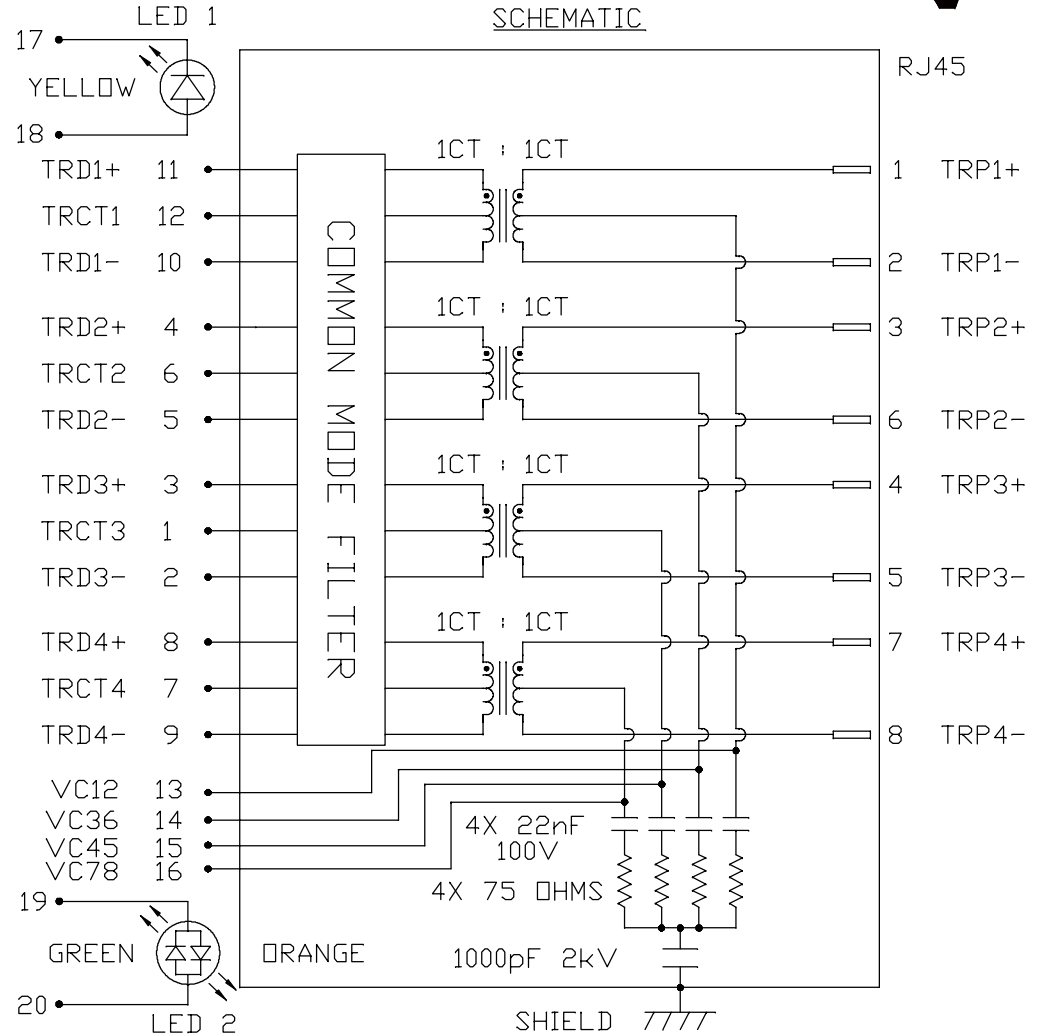 LED 1
SCHEMATIC
17
RJ45
YELLOW
18
1CT : 1CT
TRD1+ 11
1 TRP1+
TRCT1 12
TRD1- 10
2 TRP1-
1CT : 1CT
TRD2+ 4
3 TRP2+
TRCT2 6
TRD2- 5
6 TRP2-
COMMON MODE FILTER
1CT : 1CT
TRD3+ 3
4 TRP3+
TRCT3 1
TRD3- 2
5 TRP3-
1CT : 1CT
TRD4+ 8
7 TRP4+
TRCT4 7
TRD4- 9
8 TRP4-
VC12 13
VC36 14
VC45 15
VC78 16
4X 22nF
100V
4X 75 OHMS
19
GREEN
ORANGE
1000pF 2kV
20
LED 2
SHIELD